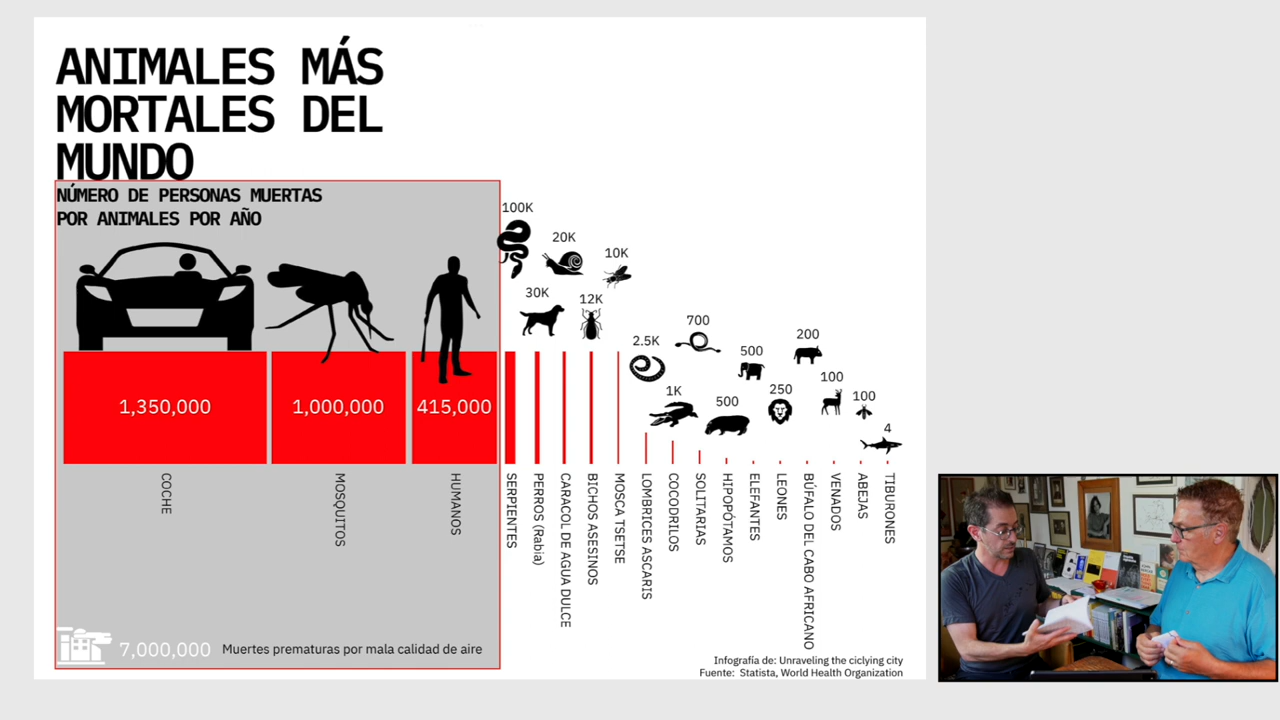 ANIMALES MÁS
MORTALES DEL
MUNDO
NÚMERO DE PERSONAS MUERTAS
POR ANIMALES POR AÑO
100K
20K
10K
30K
12K
700
200
2.5K
500
100
1K
250
100
500
4
1,350,000
1,000,000
415,000
COCHE
MOSQUITOS
HUMANOS
SERPIENTES
PERROS (Rabia)
CARACOL DE AGUA DULCE
BICHOS ASESINOS
MOSCA TSETSE
LOMBRICES ASCARIS
COCODRILOS
SOLITARIAS
HIPOPÓTAMOS
ELEFANTES
LEONES
BÚFALO DEL CABO AFRICANO
VENADOS
ABEJAS
TIBURONES
7,000,000 Muertes prematuras por mala calidad de aire
Infografía de: Unraveling the ciclying city
Fuente: Statista, World Health Organization